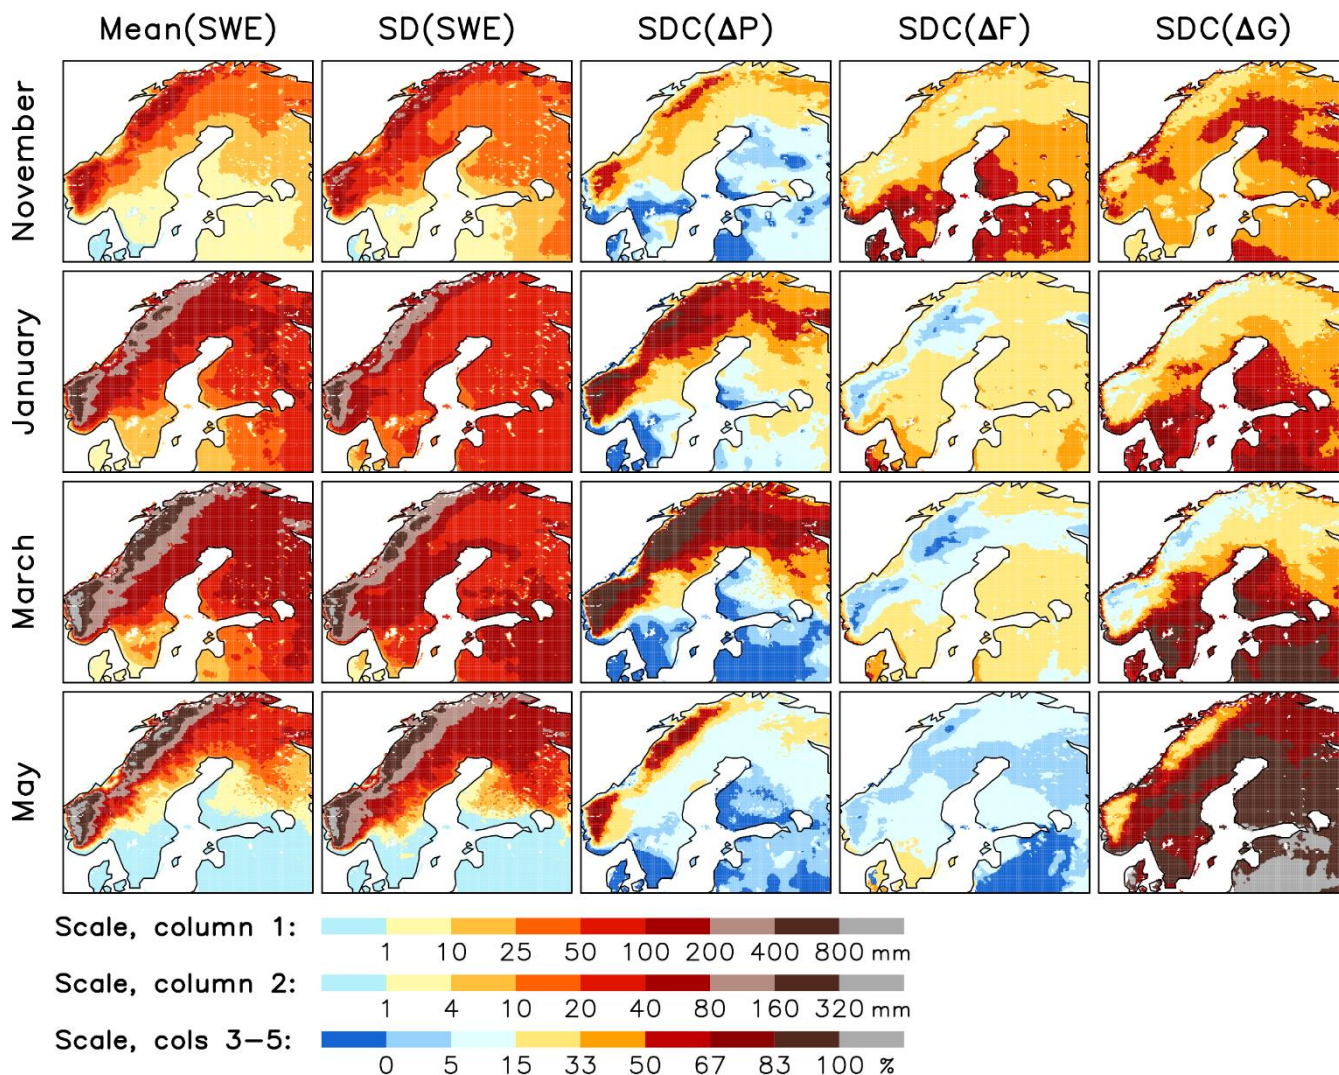 Mean(SWE) SD(SWE) SDC(ΔP) SDC(ΔF) SDC(ΔG)
November
January
March
May
Scale, column 1:
1 10 25 50 100 200 400 800 mm
Scale, column 2:
1 4 10 20 40 80 160 320 mm
Scale, cols 3-5:
0 5 15 33 50 67 83 100 %